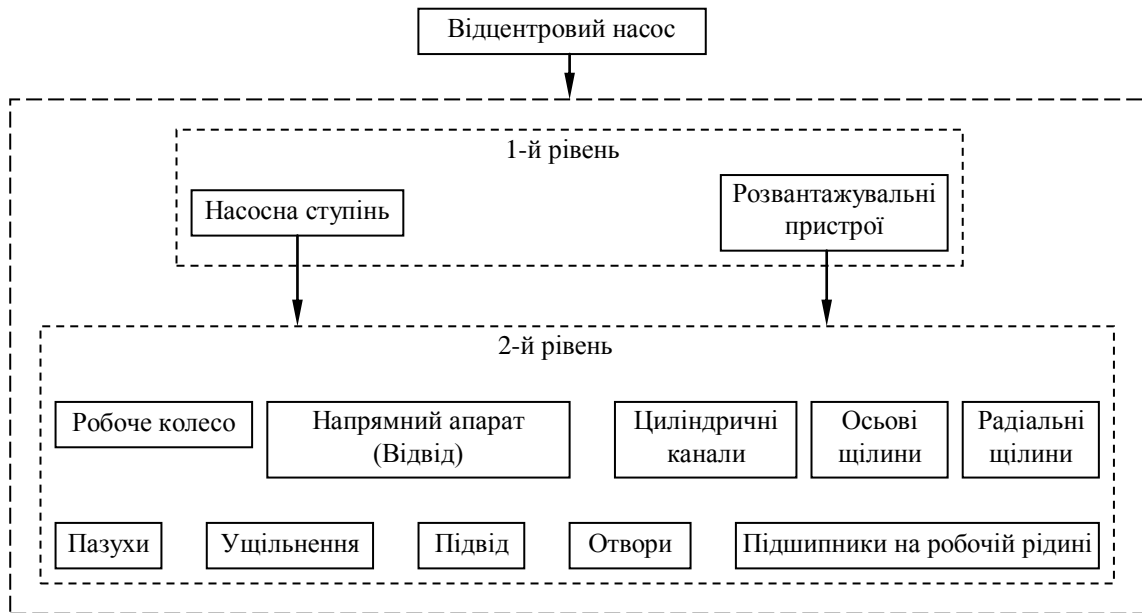 Відцентровий насос
1-й рівень
Насосна ступінь
Розвантажувальні
пристрої
2-й рівень
Робоче колесо
Напрямний апарат
(Відвід)
Циліндричні
канали
Осьові
щілини
Радіальні
щілини
Пазухи
Ущільнення
Підвід
Отвори
Підшипники на робочій рідині